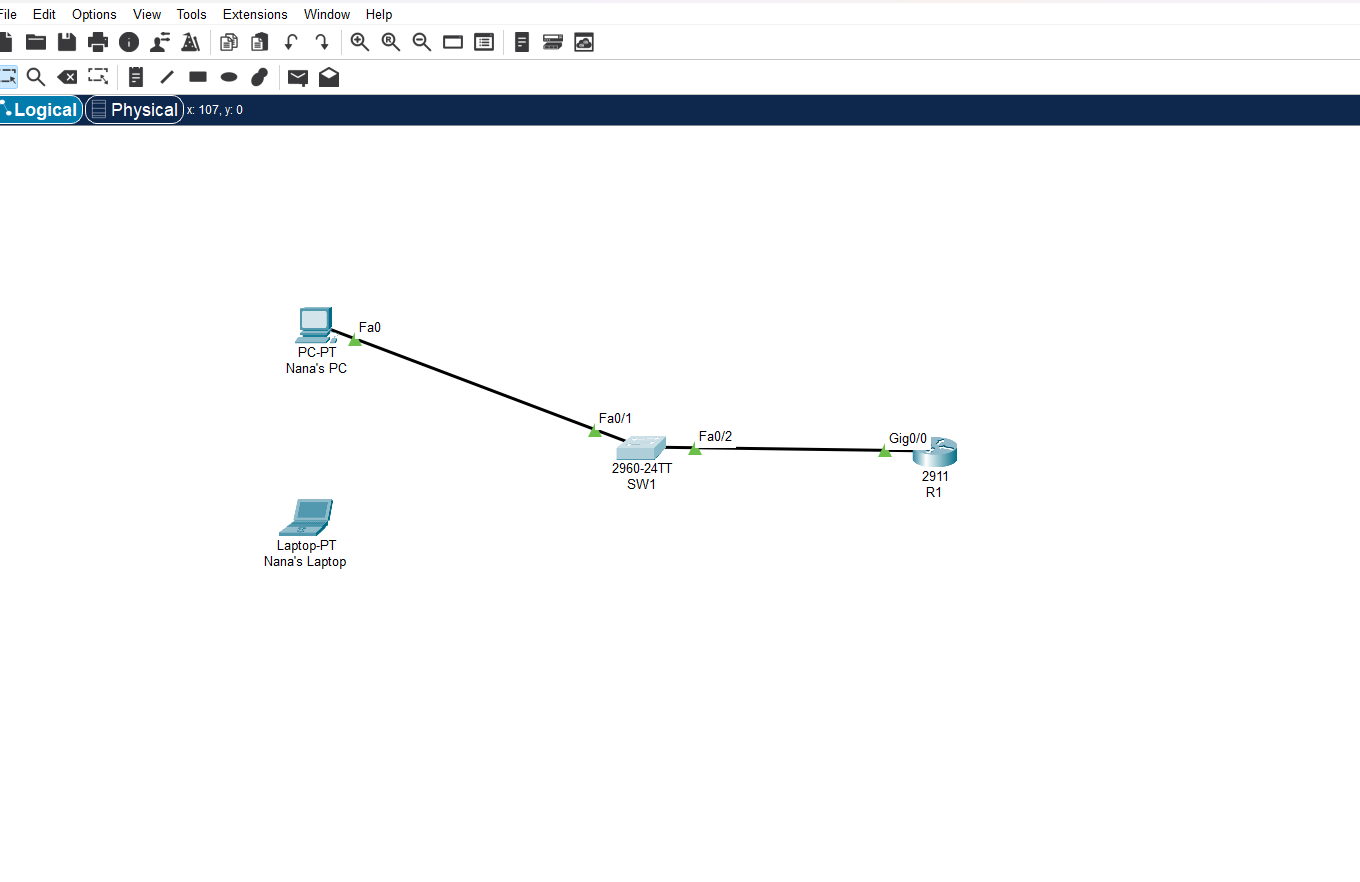 File Edit Options View Tools Extensions Window Help
Logical Physical x: 107, y: 0
Fa0
PC-PT
Nana's PC
Fa0/1
Fa0/2
Gig0/0
2960-24TT
SW1
2911
R1
Laptop-PT
Nana's Laptop